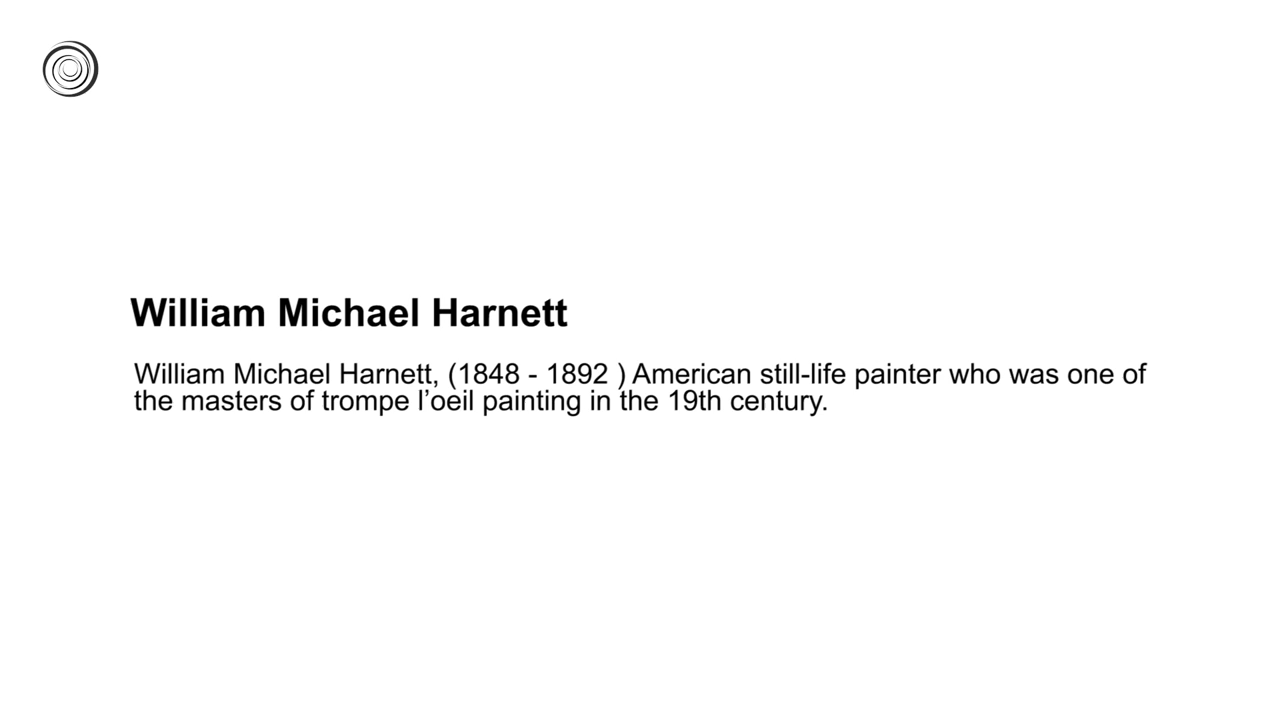 William Michael Harnett
William Michael Harnett, (1848 - 1892 ) American still-life painter who was one of
the masters of trompe l’oeil painting in the 19th century.